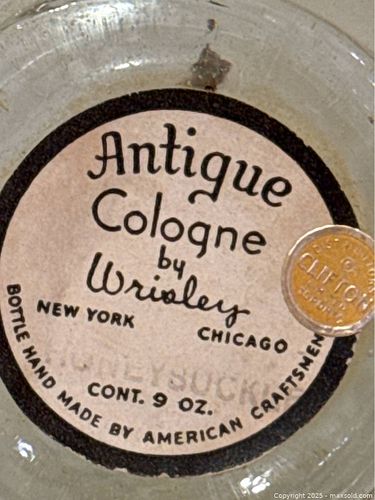 Antique
Cologne
by
Wrisley
NEW YORK CHICAGO
HONEYSUCKLE
CONT. 9 OZ.
BOTTLE HAND MADE BY AMERICAN CRAFTSMEN
CLIFTON
Copyright 2025 - maxsold.com